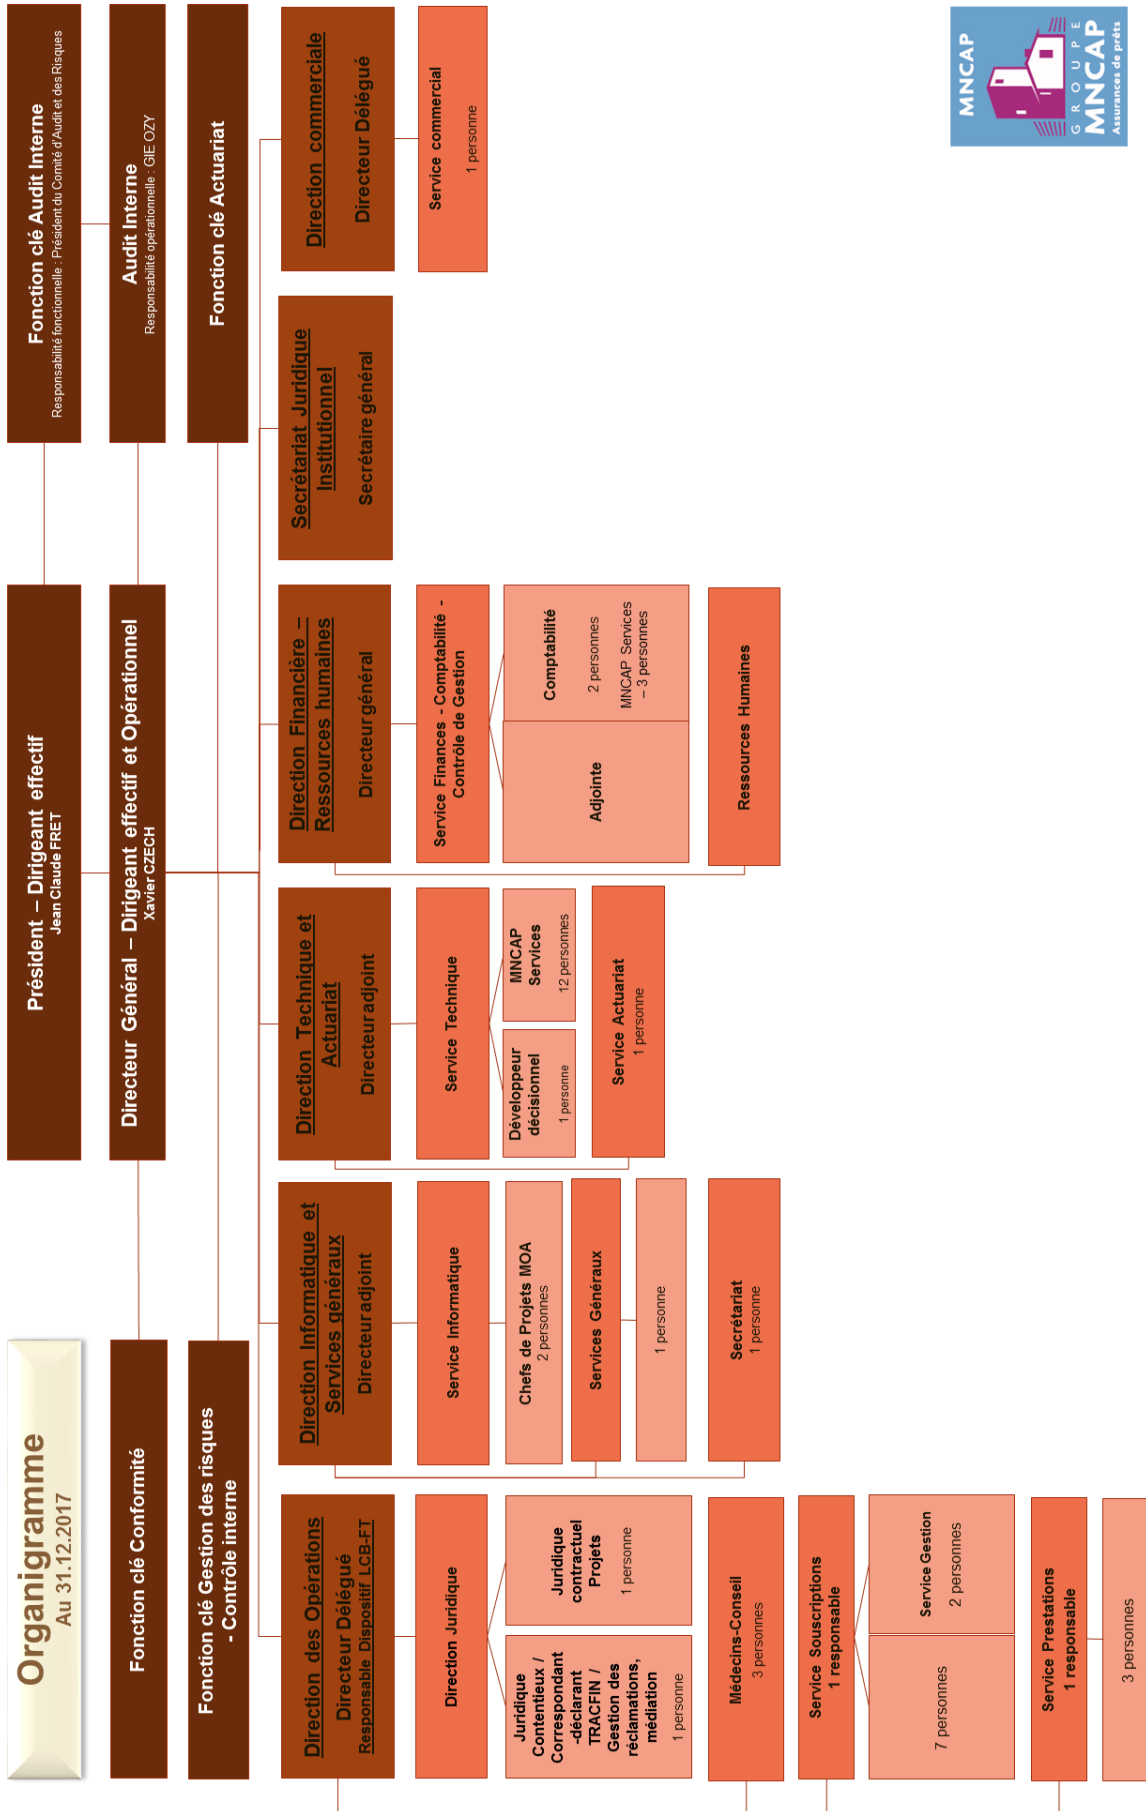 Organigramme
Au 31.12.2017
Président – Dirigeant effectif
Jean Claude FRET
Fonction clé Audit Interne
Responsabilité fonctionnelle : Président du Comité d'Audit et des Risques
Fonction clé Conformité
Directeur Général – Dirigeant effectif et Opérationnel
Xavier CZECH
Audit Interne
Responsabilité opérationnelle : GIE OZY
Fonction clé Gestion des risques
- Contrôle interne
Fonction clé Actuariat
Direction des Opérations
Directeur Délégué
Responsable Dispositif LCB-FT
Direction Juridique
Juridique
Contentieux /
Correspondant
-déclarant
TRACFIN /
Gestion des
réclamations,
médiation
1 personne
Juridique
contractuel
Projets
1 personne
Médecins-Conseil
3 personnes
Service Souscriptions
1 responsable
7 personnes
Service Gestion
2 personnes
Service Prestations
1 responsable
3 personnes
Direction Informatique et
Services généraux
Directeur adjoint
Service Informatique
Chefs de Projets MOA
2 personnes
Services Généraux
1 personne
Secrétariat
1 personne
Direction Technique et
Actuariat
Directeur adjoint
Service Technique
Développeur
décisionnel
1 personne
MNCAP
Services
12 personnes
Service Actuariat
1 personne
Direction Financière –
Ressources humaines
Directeur général
Service Finances - Comptabilité -
Contrôle de Gestion
Adjointe
Comptabilité
2 personnes
MNCAP Services
– 3 personnes
Ressources Humaines
Secrétariat Juridique
Institutionnel
Secrétaire général
Direction commerciale
Directeur Délégué
Service commercial
1 personne
MNCAP
GROUPE
MNCAP
Assurances de prêts